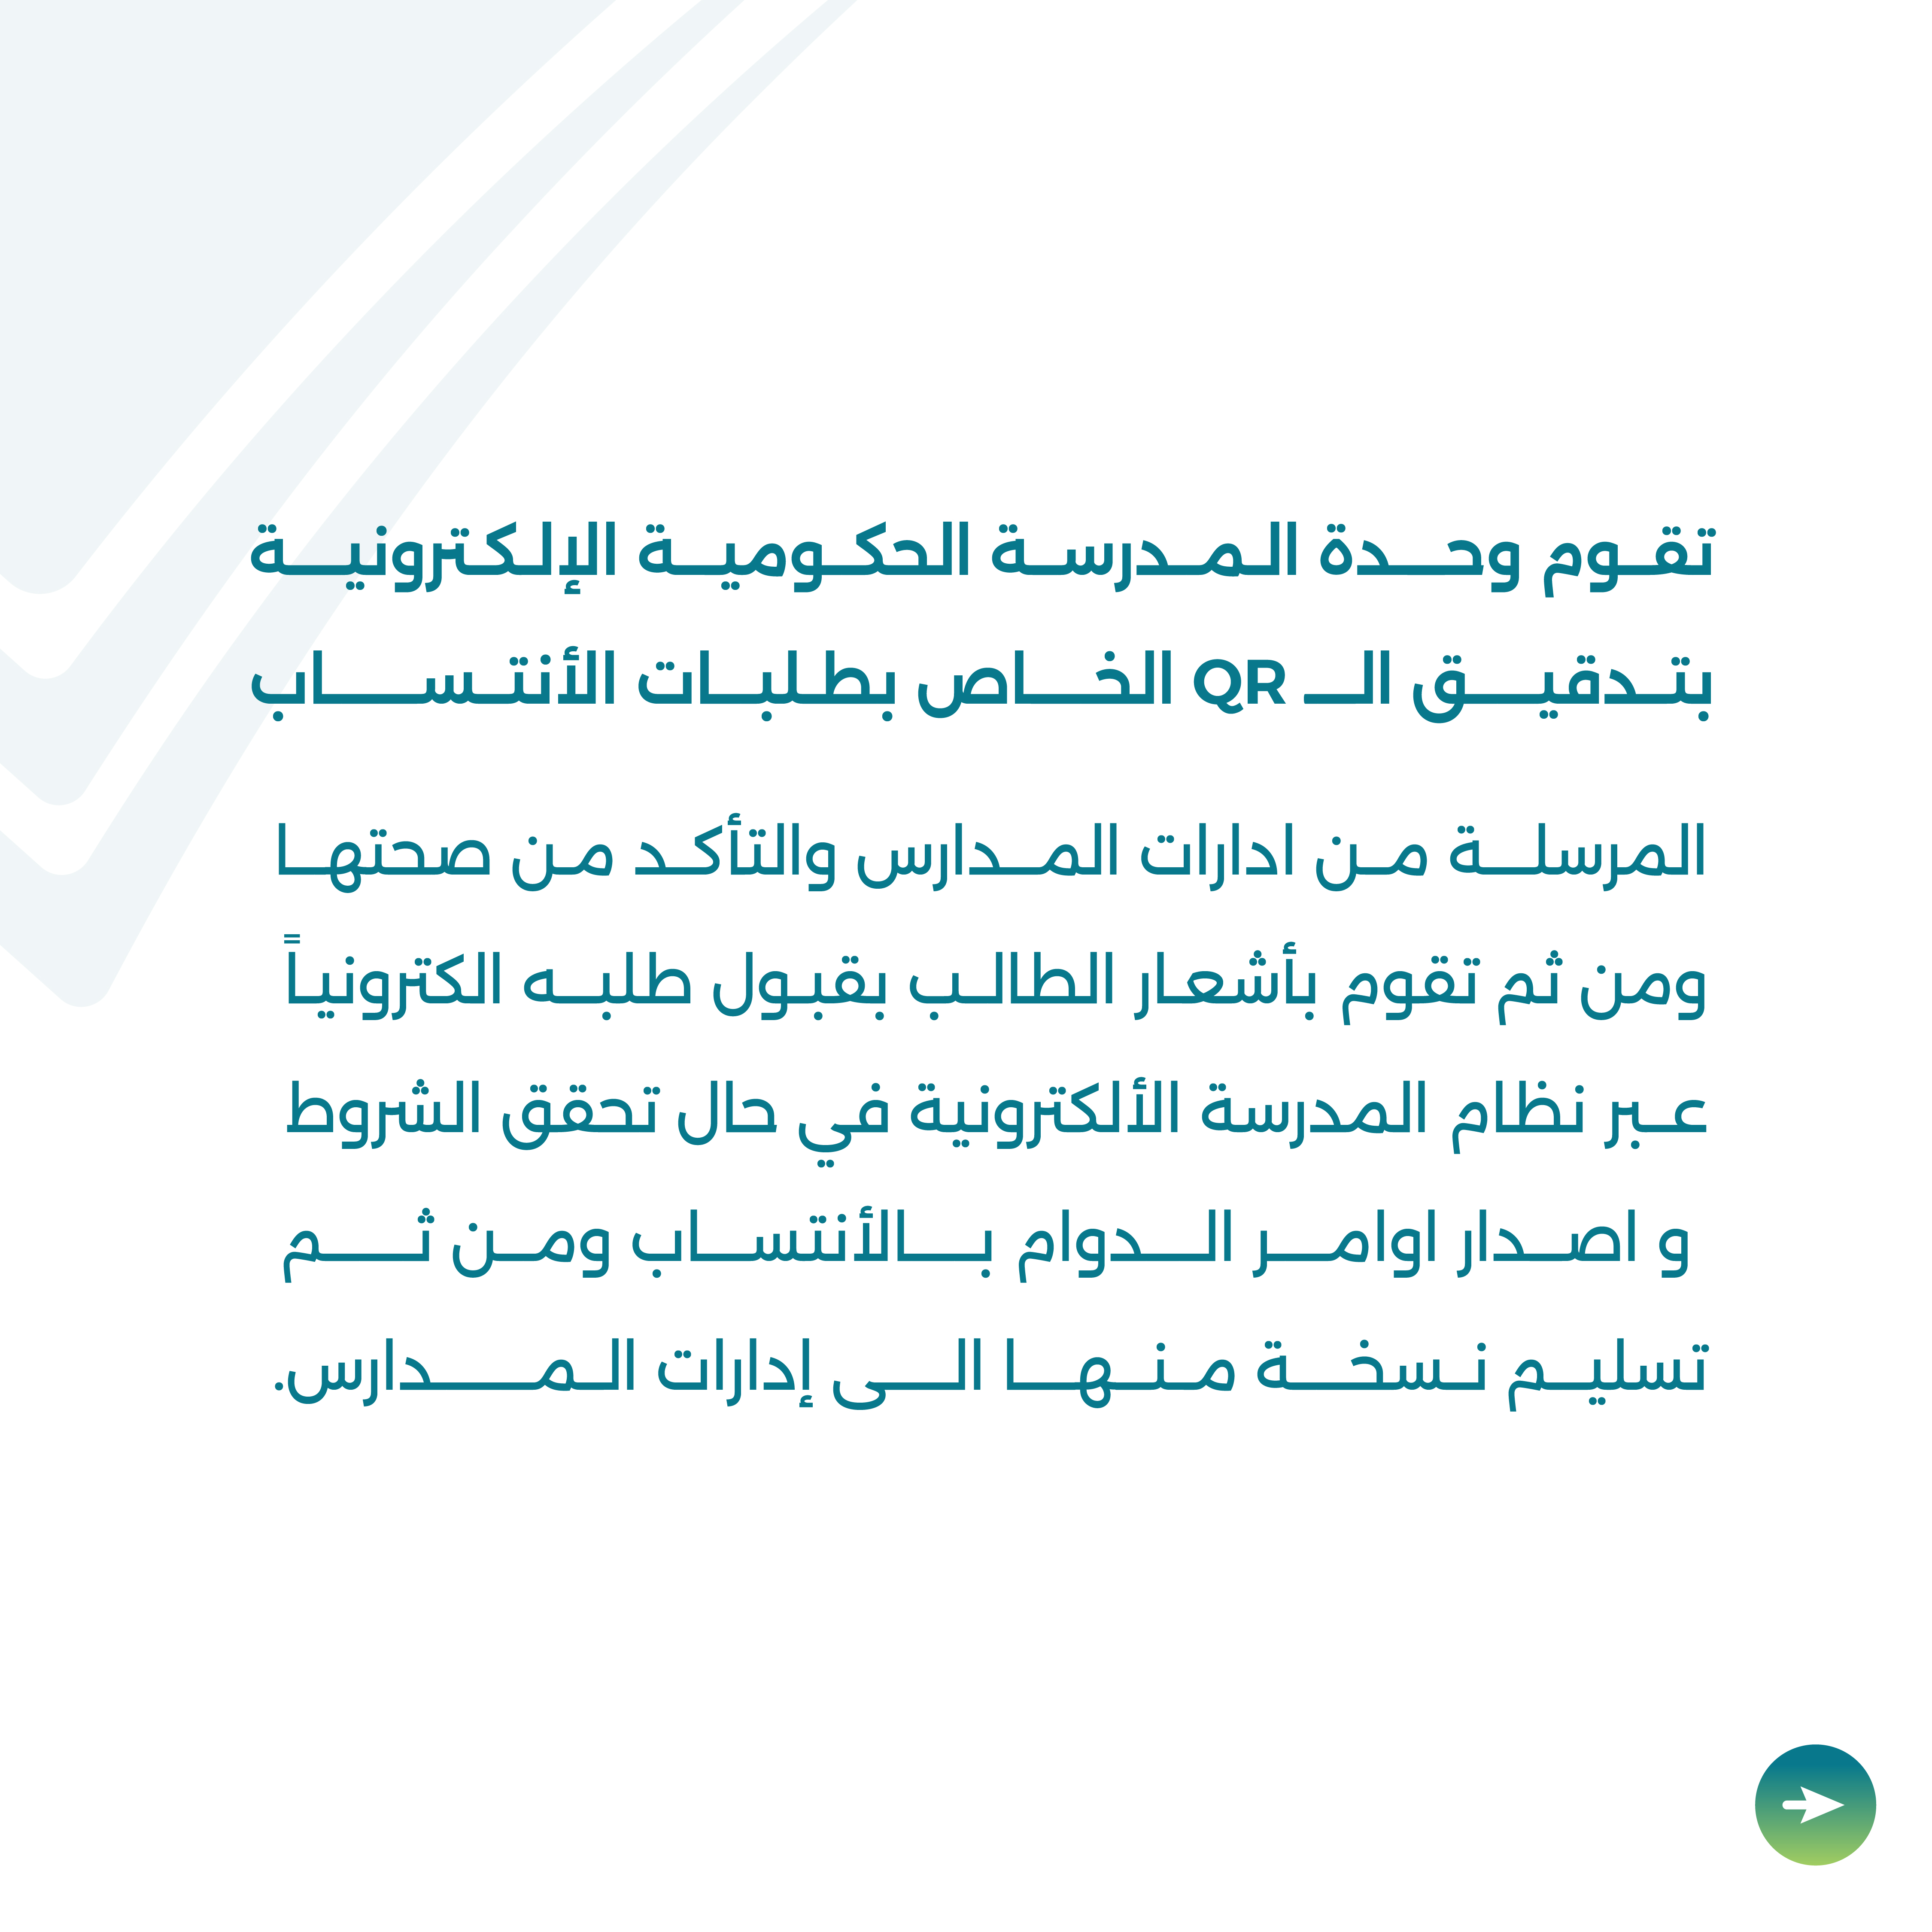 تقوم وحدة المدرسة الحكومية الإلكترونية
بتدقيق الـ QR الخاص بطلبات الأنتساب
المرسلة من ادارات المدارس والتأكد من صحتها
ومن ثم تقوم بأشعار الطالب بقبول طلبه الكترونياً
عبر نظام المدرسة الألكترونية في حال تحقق الشروط
و اصدار اوامر الدوام بالأنتساب ومن ثم
تسليم نسخة منها الى إدارات المدارس.